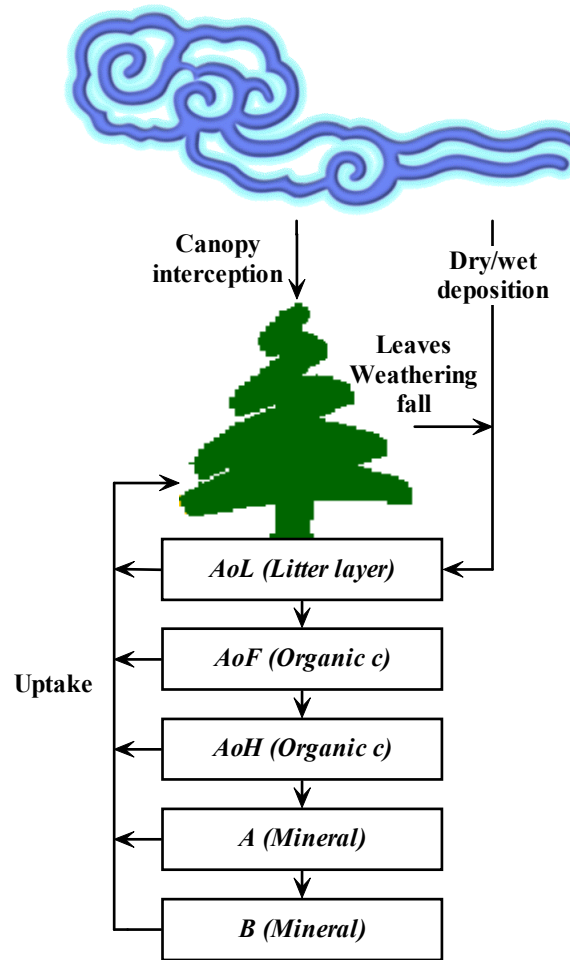 Canopy
interception
Dry/wet
deposition
Leaves
Weathering
fall
AoL (Litter layer)
AoF (Organic c)
Uptake
AoH (Organic c)
A (Mineral)
B (Mineral)